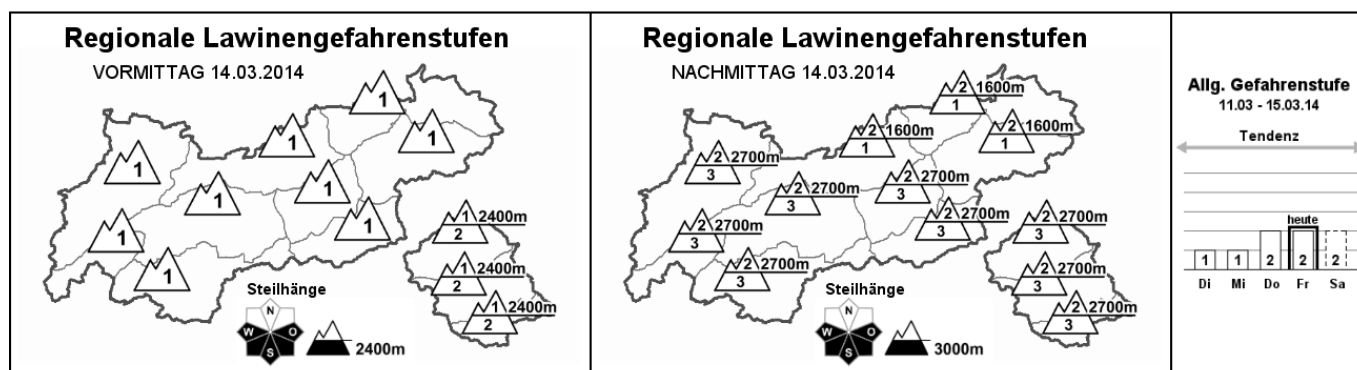 Regionale Lawinengefahrenstufen
VORMITTAG 14.03.2014
1
1
1
1
1
1
1
1
1
1 2400m
2
1 2400m
2
1 2400m
2
Steilhänge
N
W O
S
2400m
Regionale Lawinengefahrenstufen
NACHMITTAG 14.03.2014
2 1600m
1
2 1600m
1
2 1600m
1
2 2700m
3
2 2700m
3
2 2700m
3
2 2700m
3
2 2700m
3
2 2700m
3
2 2700m
3
2 2700m
3
2 2700m
3
Steilhänge
N
W O
S
3000m
Allg. Gefahrenstufe
11.03 - 15.03.14
Tendenz
heute
1 1 2 2 2
Di Mi Do Fr Sa